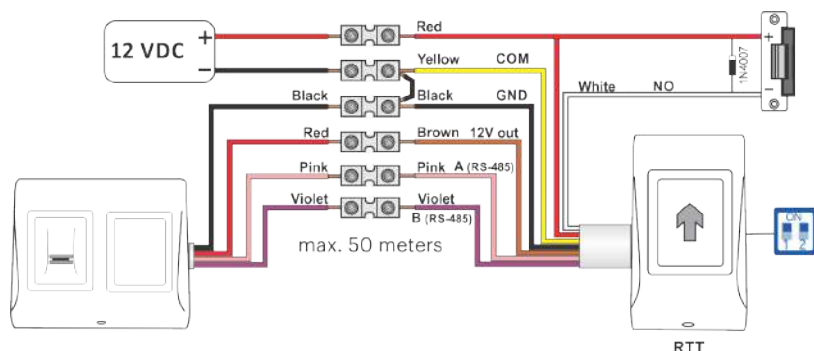 Red
12 VDC
+
−
+
1N4007
−
Yellow COM
White NO
Black Black GND
Red Brown 12V out
Pink Pink A (RS-485)
Violet Violet
B (RS-485)
max. 50 meters
ON
1 2
RTT